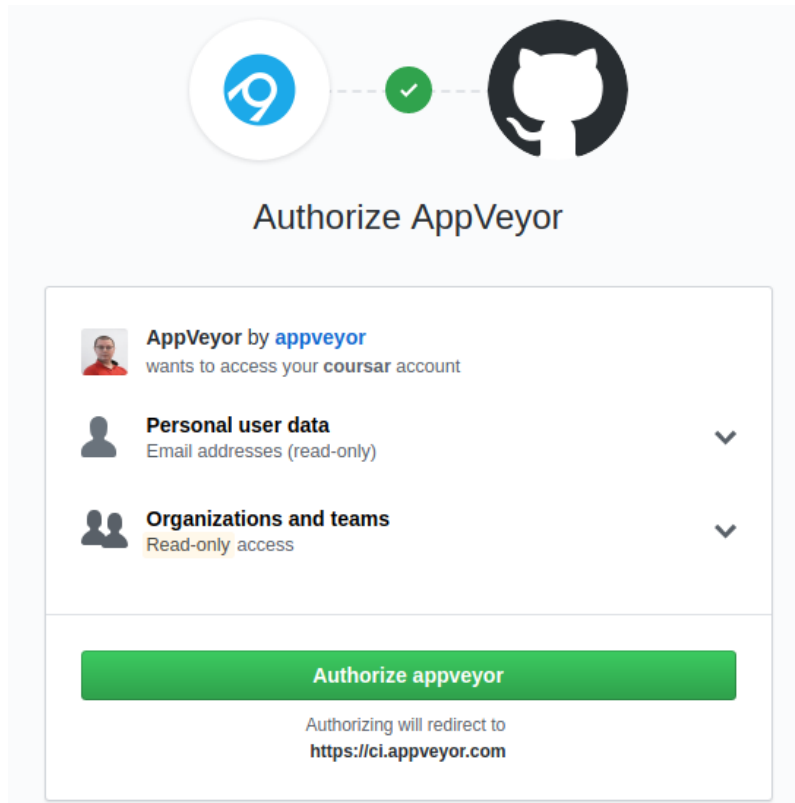 Authorize AppVeyor
AppVeyor by appveyor
wants to access your coursar account
Personal user data
Email addresses (read-only)
Organizations and teams
Read-only access
Authorize appveyor
Authorizing will redirect to
https://ci.appveyor.com